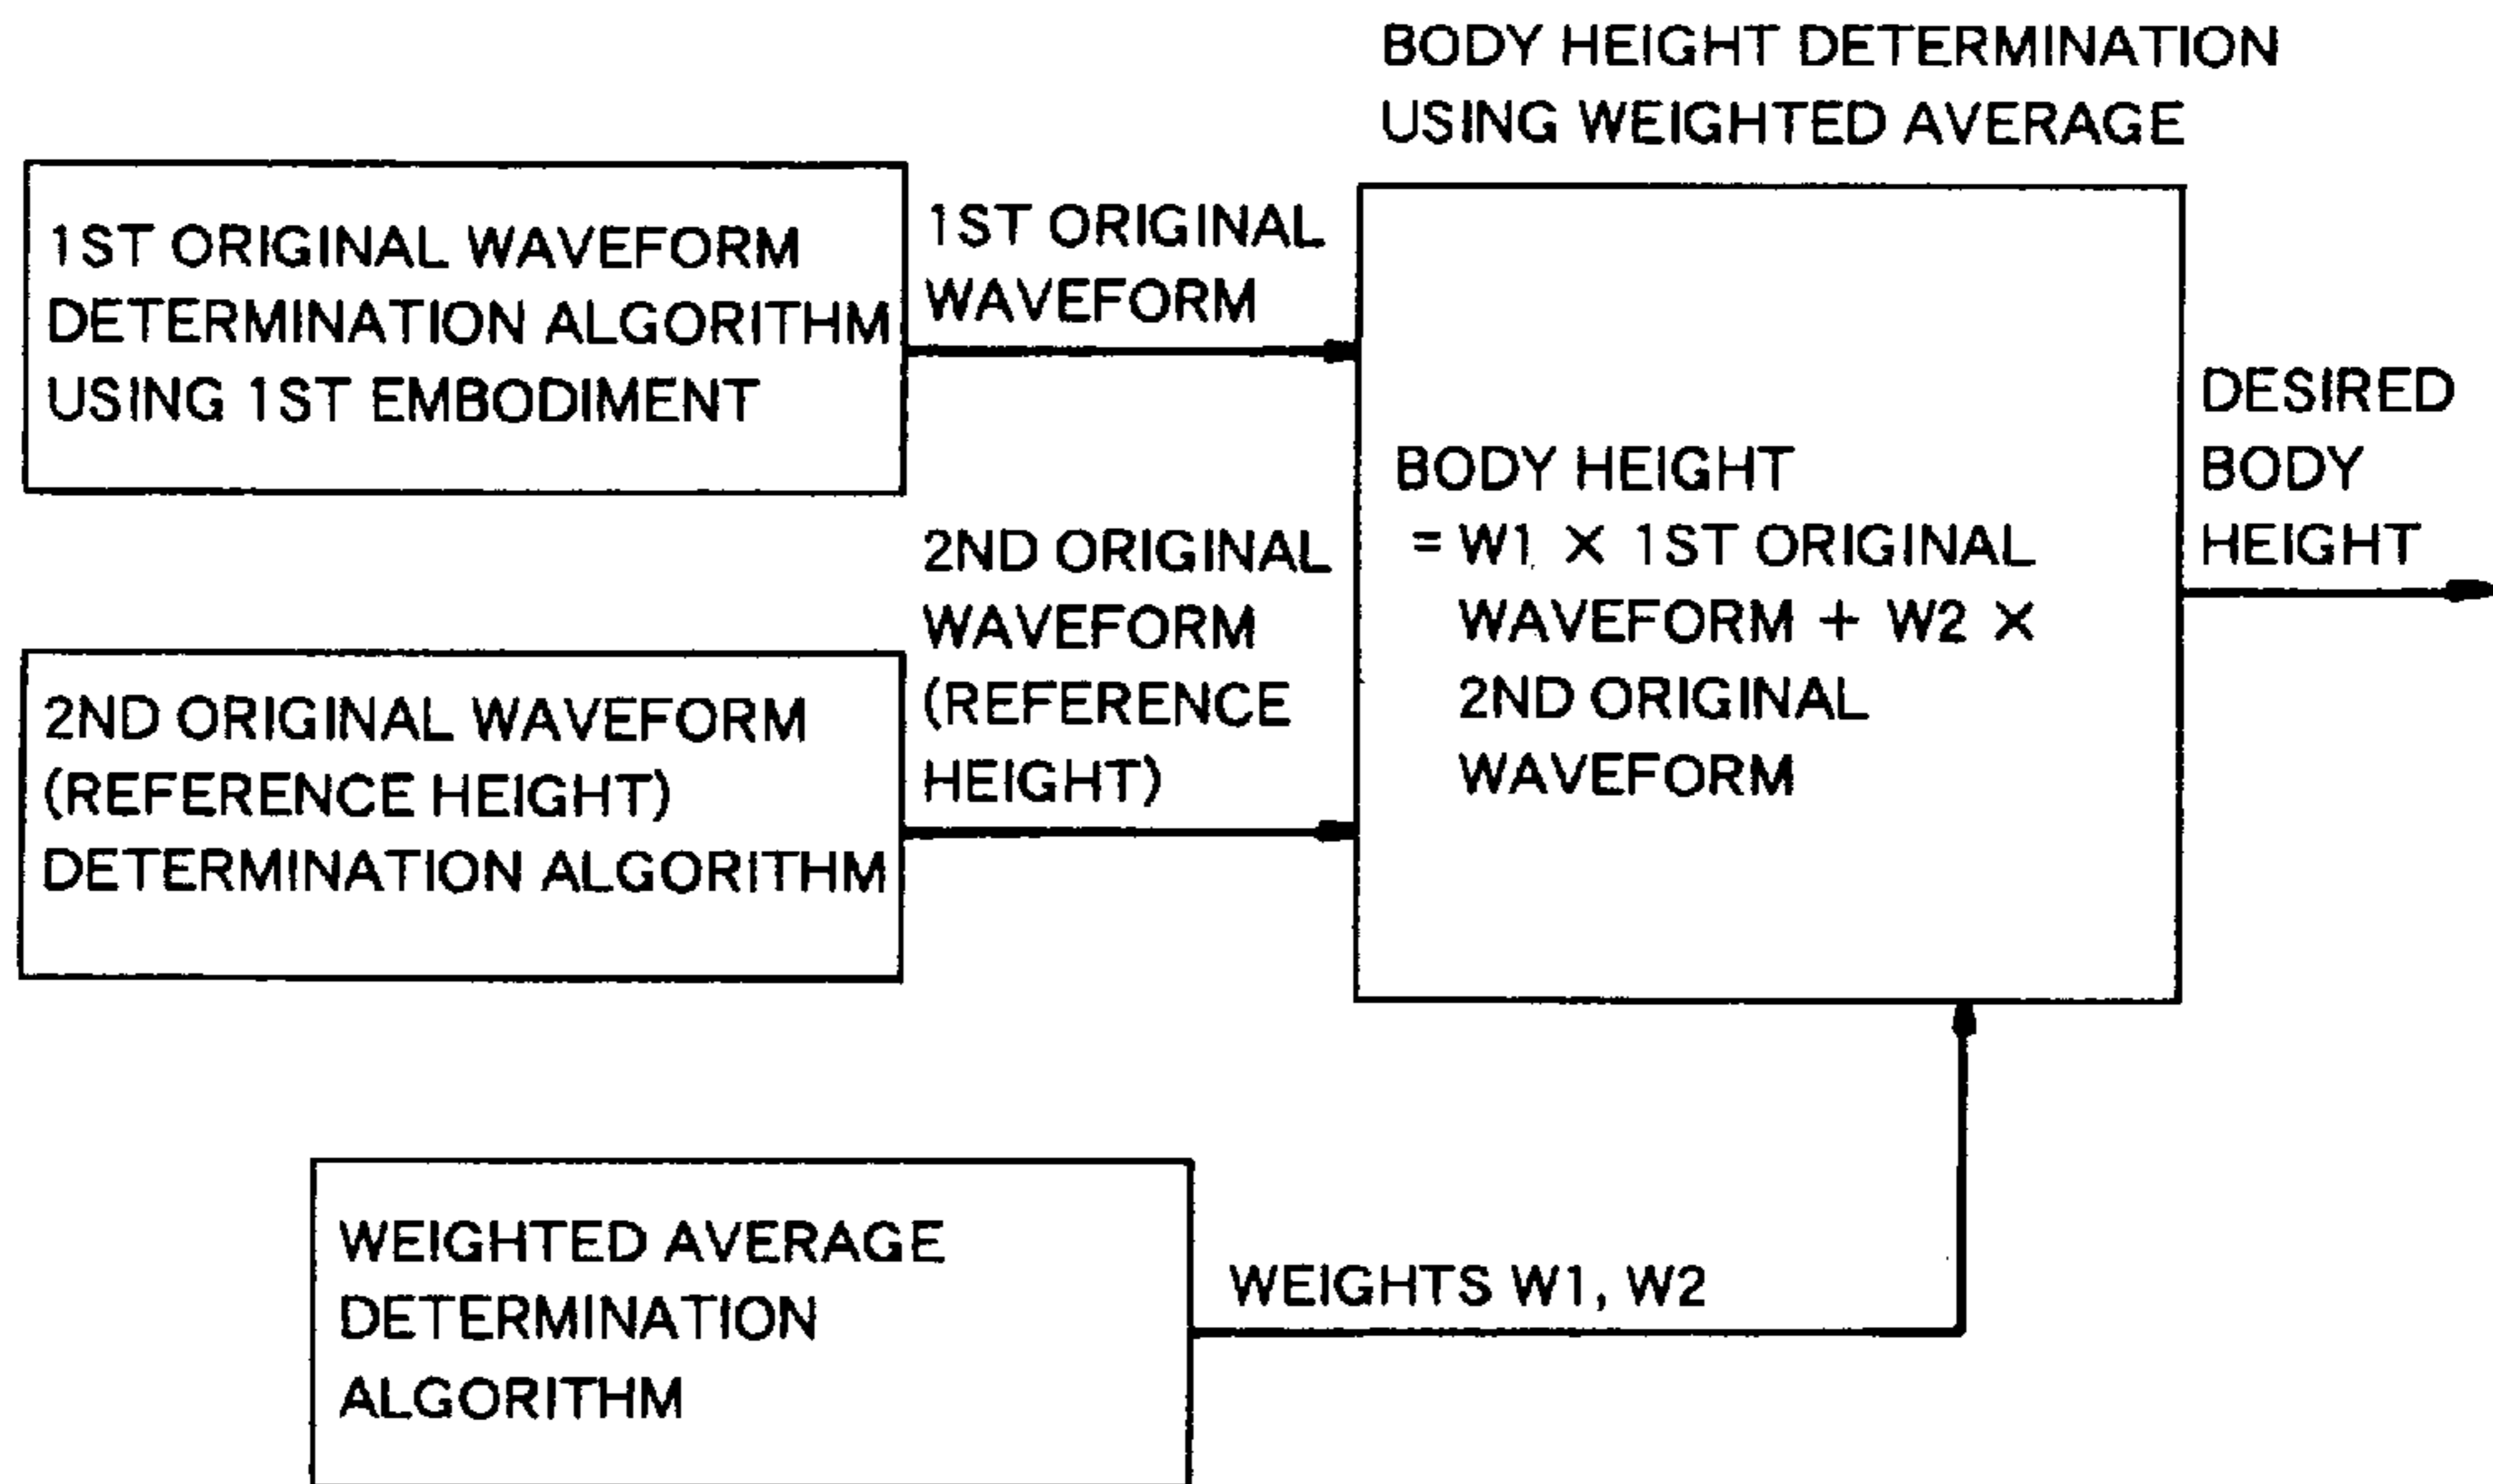 BODY HEIGHT DETERMINATION
USING WEIGHTED AVERAGE
1ST ORIGINAL WAVEFORM
DETERMINATION ALGORITHM
USING 1ST EMBODIMENT
1ST ORIGINAL
WAVEFORM
2ND ORIGINAL WAVEFORM
(REFERENCE HEIGHT)
DETERMINATION ALGORITHM
2ND ORIGINAL
WAVEFORM
(REFERENCE
HEIGHT)
BODY HEIGHT
= W1 × 1ST ORIGINAL
WAVEFORM + W2 ×
2ND ORIGINAL
WAVEFORM
DESIRED
BODY
HEIGHT
WEIGHTED AVERAGE
DETERMINATION
ALGORITHM
WEIGHTS W1, W2